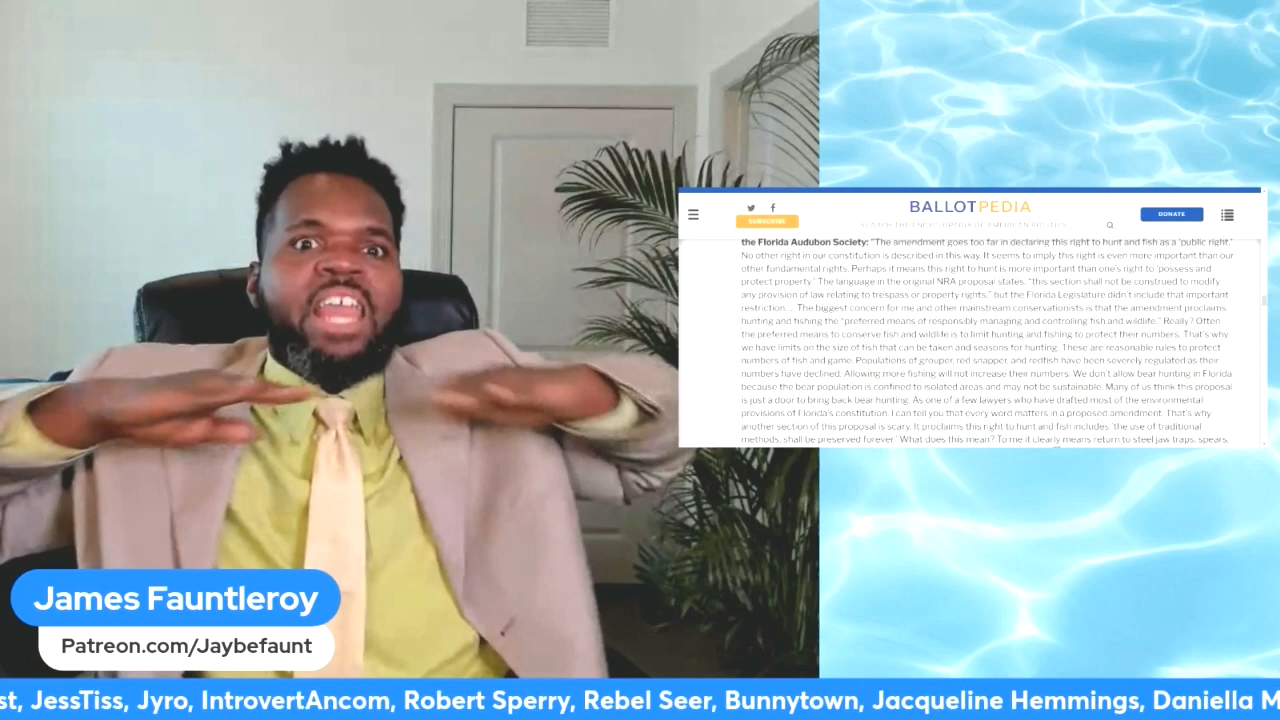 BALLOTPEDIA
SUBSCRIBE
DONATE
SEARCH THE ENCYCLOPEDIA OF AMERICAN POLITICS
the Florida Audubon Society: "The amendment goes too far in declaring this right to hunt and fish as a 'public right.'
No other right in our constitution is described in this way. It seems to imply this right is even more important than our
other fundamental rights. Perhaps it means this right to hunt is more important than one's right to 'possess and
protect property.' The language in the original NRA proposal states, "this section shall not be construed to modify
any provision of law relating to trespass or property rights," but the Florida Legislature didn't include that important
restriction. ... The biggest concern for me and other mainstream conservationists is that the amendment proclaims
hunting and fishing the "preferred means of responsibly managing and controlling fish and wildlife." Really? Often
the preferred means to conserve fish and wildlife is to limit hunting and fishing to protect their numbers. That's why
we have limits on the size of fish that can be taken and seasons for hunting. These are reasonable rules to protect
numbers of fish and game. Populations of grouper, red snapper, and redfish have been severely regulated as their
numbers have declined. Allowing more fishing will not increase their numbers. We don't allow bear hunting in Florida
because the bear population is confined to isolated areas and may not be sustainable. Many of us think this proposal
is just a door to bring back bear hunting. As one of a few lawyers who have drafted most of the environmental
provisions of Florida's constitution, I can tell you that every word matters in a proposed amendment. That's why
another section of this proposal is scary. It proclaims this right to hunt and fish includes 'the use of traditional
methods, shall be preserved forever.' What does this mean? To me it clearly means return to steel jaw traps, spears,
James Fauntleroy
Patreon.com/Jaybefaunt
st, JessTiss, Jyro, IntrovertAncom, Robert Sperry, Rebel Seer, Bunnytown, Jacqueline Hemmings, Daniella M